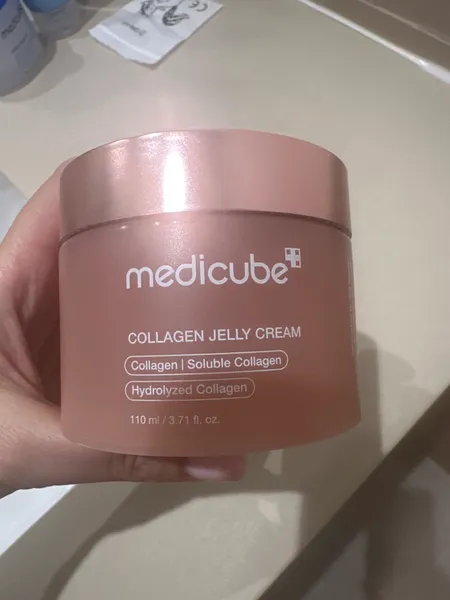 medicube
COLLAGEN JELLY CREAM
Collagen | Soluble Collagen
Hydrolyzed Collagen
110 ml / 3.71 fl. oz.